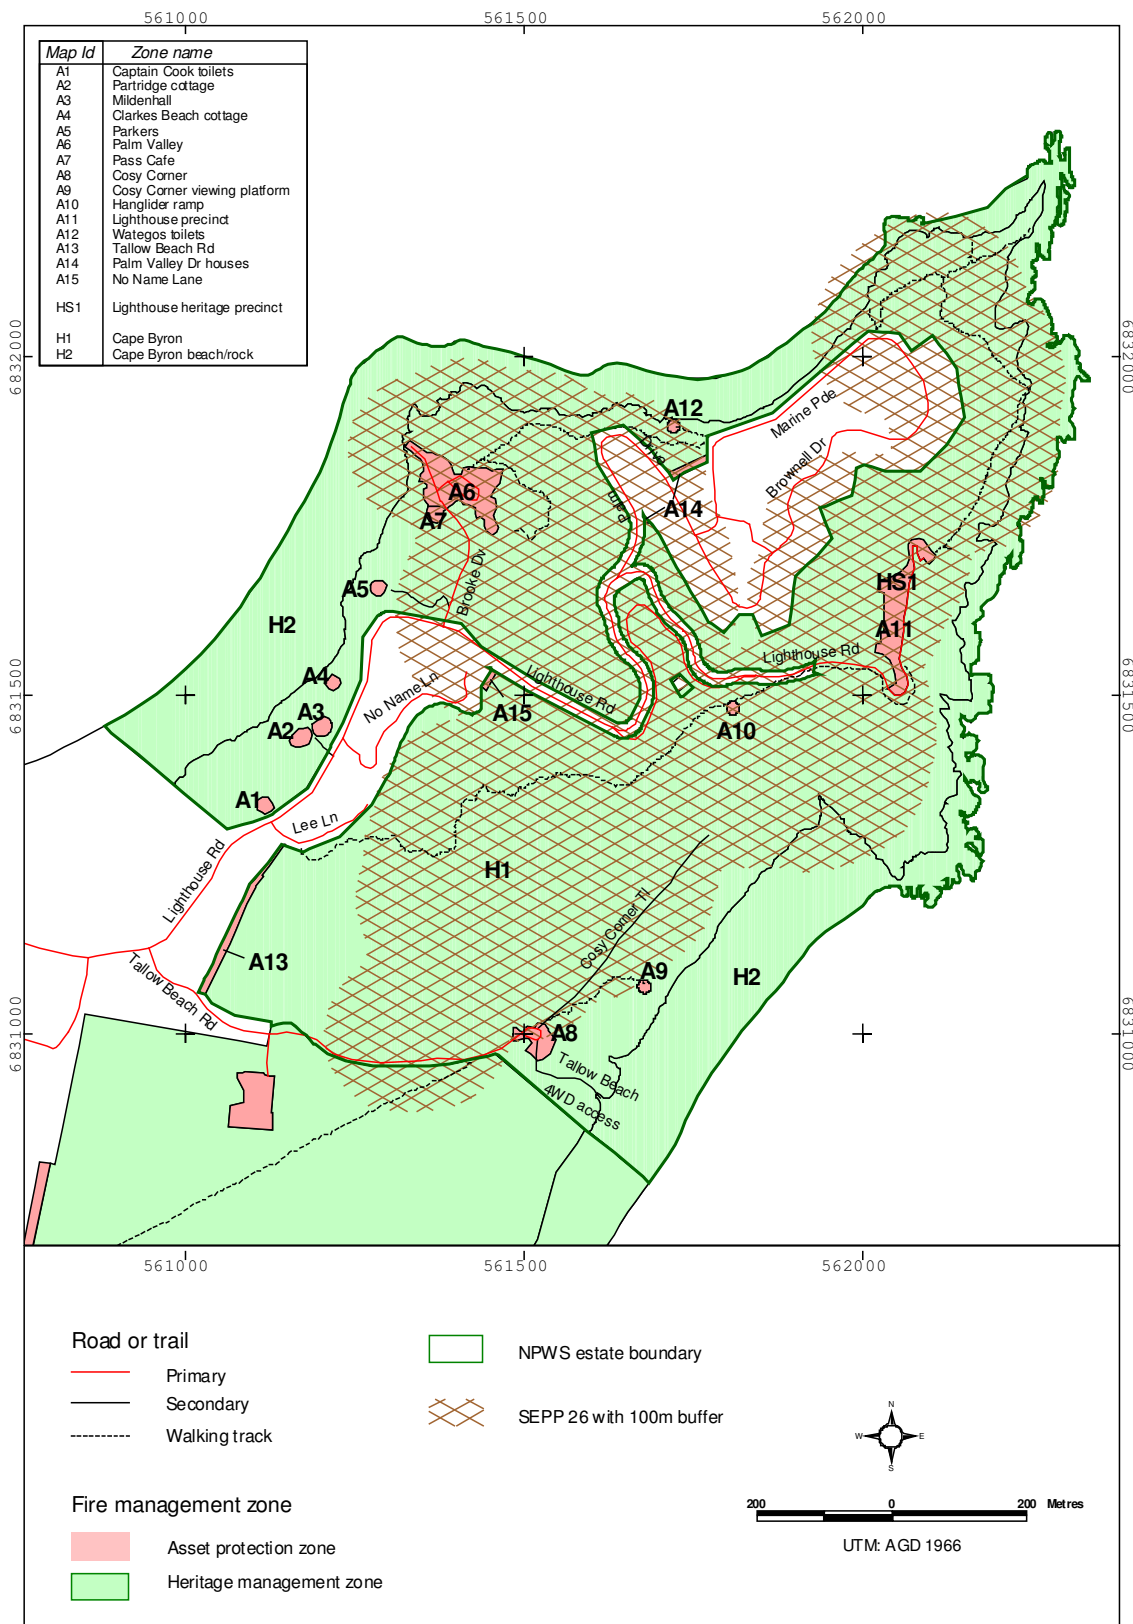 561000 561500 562000
Map Id Zone name
A1 Captain Cook toilets
A2 Partridge cottage
A3 Mildenhall
A4 Clarkes Beach cottage
A5 Parkers
A6 Palm Valley
A7 Pass Cafe
A8 Cosy Corner
A9 Cosy Corner viewing platform
A10 Hanglider ramp
A11 Lighthouse precinct
A12 Wategos toilets
A13 Tallow Beach Rd
A14 Palm Valley Dr houses
A15 No Name Lane
HS1 Lighthouse heritage precinct
H1 Cape Byron
H2 Cape Byron beach/rock
6832000
6832000
A12
Marine Pde
Brownell Dr
A6
A7
A14
Brooke Dv
HS1
A5
H2
A11
Lighthouse Rd
A4
No Name Ln
Lighthouse Rd
6831500
6831500
A3
A15
A2
A10
A1
Lee Ln
Lighthouse Rd
H1
Cosy Corner Tl
A13
A9
H2
Tallow Beach Rd
6831000
6831000
A8
Tallow Beach
4WD access
561000 561500 562000
Road or trail
Primary
Secondary
Walking track
NPWS estate boundary
SEPP 26 with 100m buffer
N
W E
S
Fire management zone
Asset protection zone
Heritage management zone
200 0 200 Metres
UTM: AGD 1966